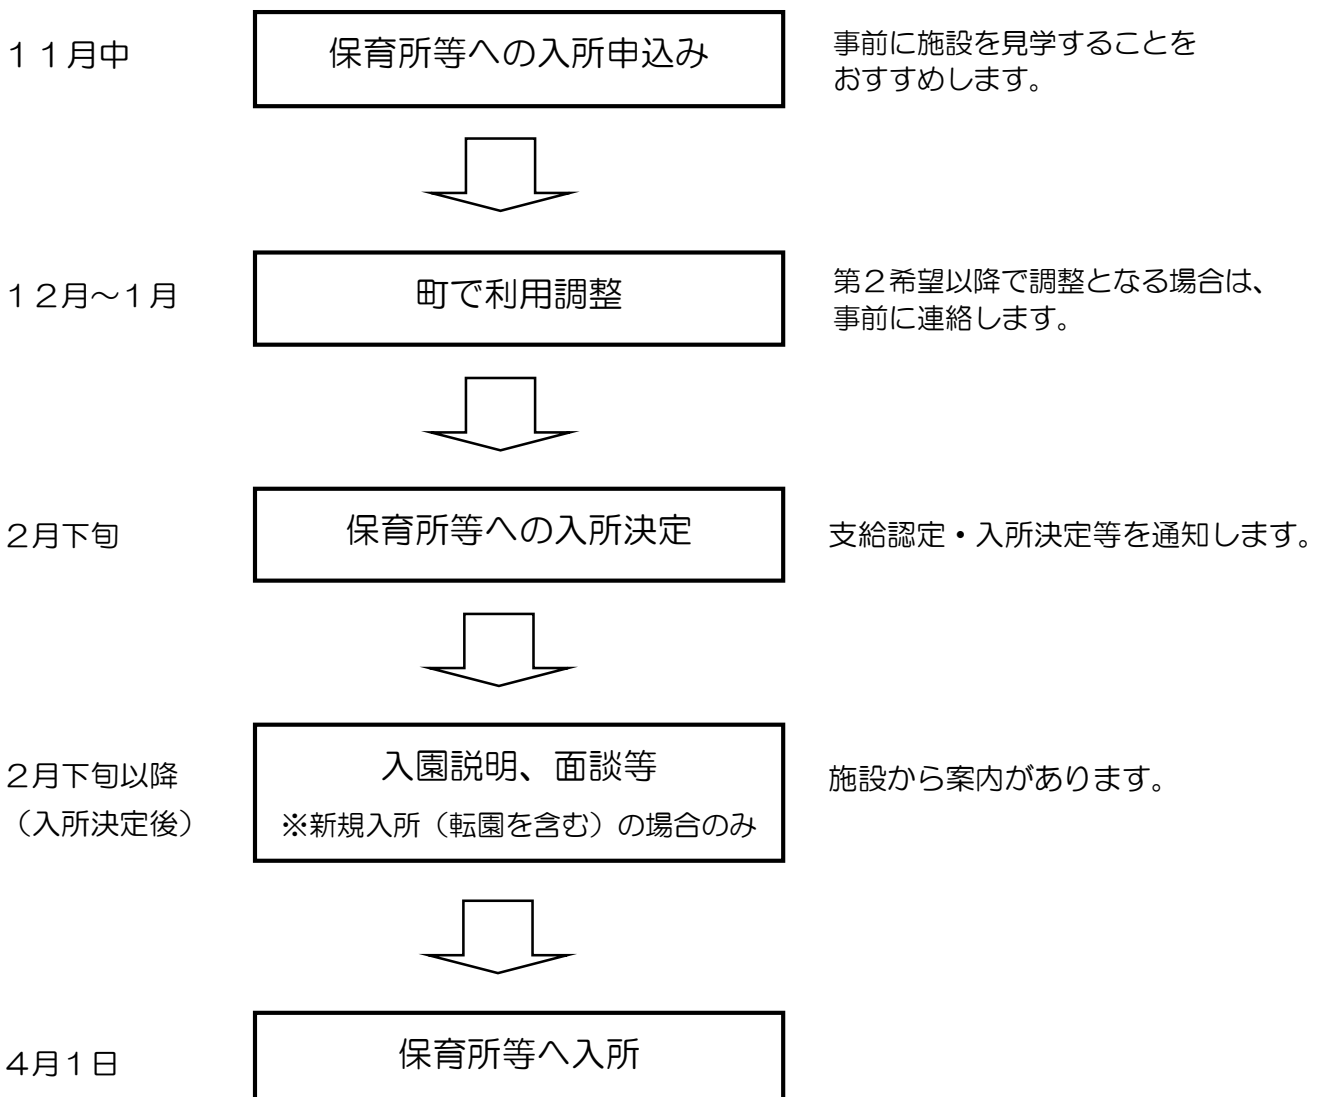 １１月中
保育所等への入所申込み
事前に施設を見学することを
おすすめします。
１２月～１月
町で利用調整
第２希望以降で調整となる場合は、
事前に連絡します。
２月下旬
保育所等への入所決定
支給認定・入所決定等を通知します。
２月下旬以降
（入所決定後）
入園説明、面談等
※新規入所（転園を含む）の場合のみ
施設から案内があります。
４月１日
保育所等へ入所